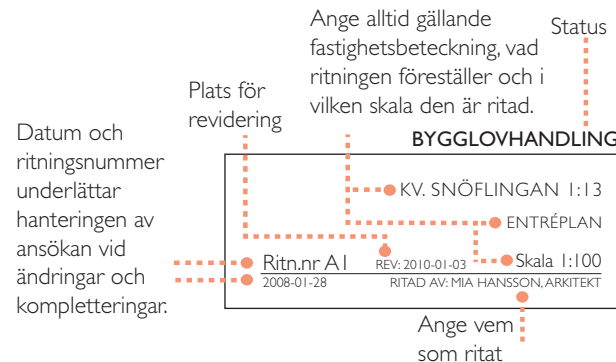 Ange alltid gällande
fastighetsbeteckning, vad
ritningen föreställer och i
vilken skala den är ritad.
Status
Plats för
revidering
Datum och
ritningsnummer
underlättar
hanteringen av
ansökan vid
ändringar och
kompletteringar.
BYGGLOVHANDLING
KV. SNÖFLINGAN 1:13
ENTRÉPLAN
Ritn.nr A1
REV: 2010-01-03
Skala 1:100
2008-01-28
RITAD AV: MIA HANSSON, ARKITEKT
Ange vem
som ritat